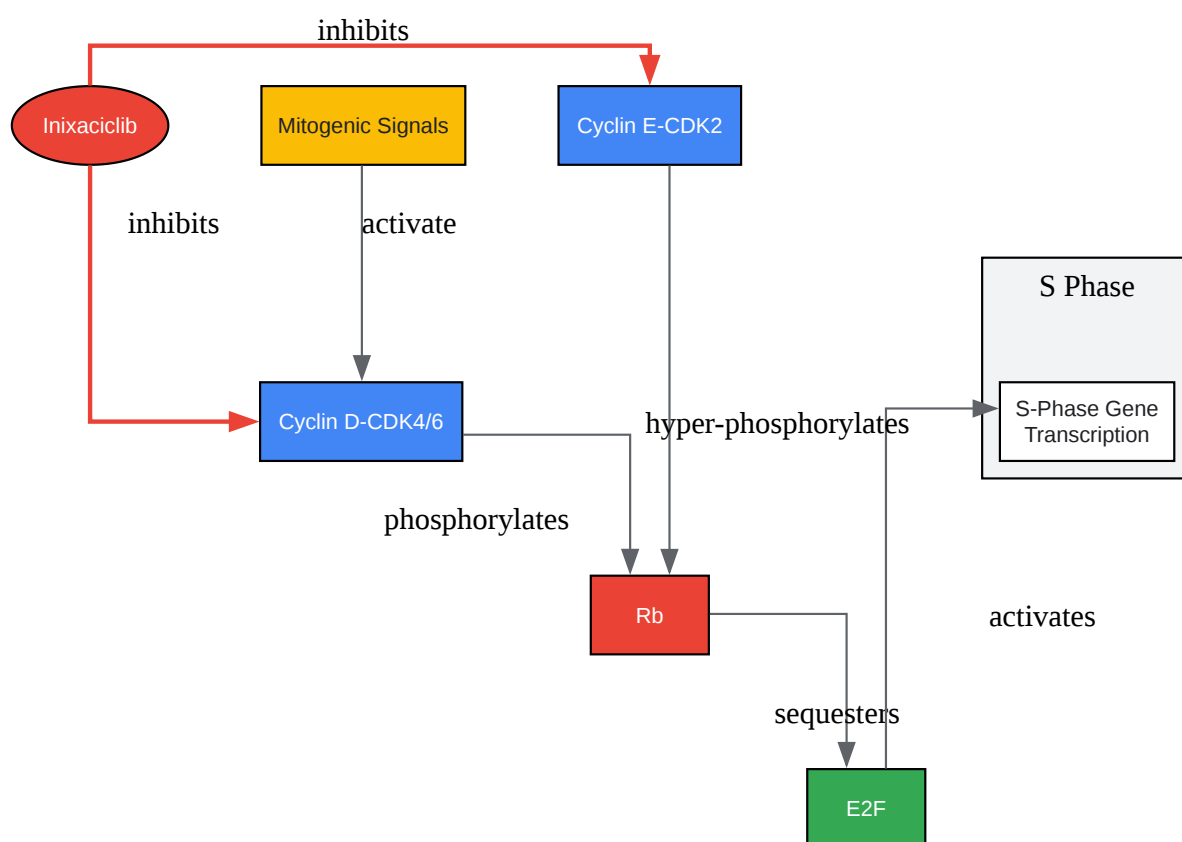 inhibits
Inixaciclib
Mitogenic Signals
Cyclin E-CDK2
inhibits
activate
S Phase
Cyclin D-CDK4/6
hyper-phosphorylates
S-Phase Gene
Transcription
phosphorylates
Rb
activates
sequesters
E2F